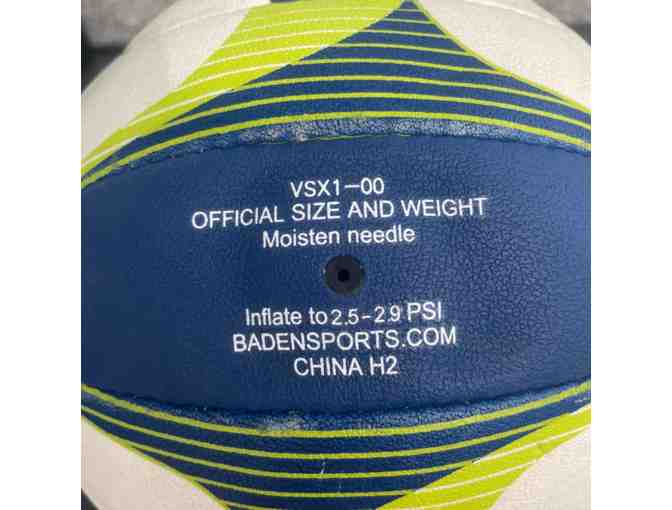 VSX1-00
OFFICIAL SIZE AND WEIGHT
Moisten needle
Inflate to 2.5-2.9 PSI
BADENSPORTS.COM
CHINA H2